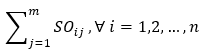 ∑_{j=1}^{m} SO_{ij} , ∀ i = 1,2, … , n